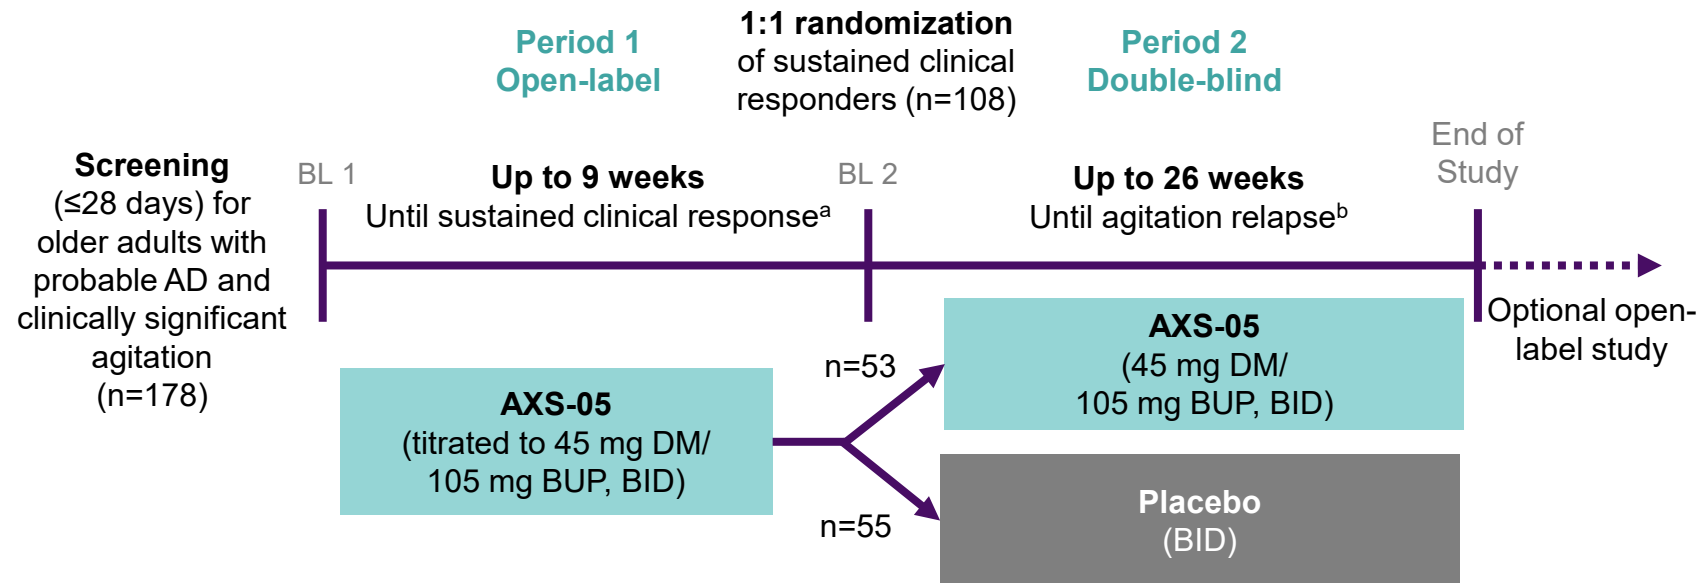 Period 1
Open-label
1:1 randomization
of sustained clinical
responders (n=108)
Period 2
Double-blind
Screening
(≤28 days) for
older adults with
probable AD and
clinically significant
agitation
(n=178)
BL 1
Up to 9 weeks
Until sustained clinical responseᵃ
BL 2
Up to 26 weeks
Until agitation relapseᵇ
End of
Study
Optional open-
label study
AXS-05
(titrated to 45 mg DM/
105 mg BUP, BID)
n=53
AXS-05
(45 mg DM/
105 mg BUP, BID)
n=55
Placebo
(BID)